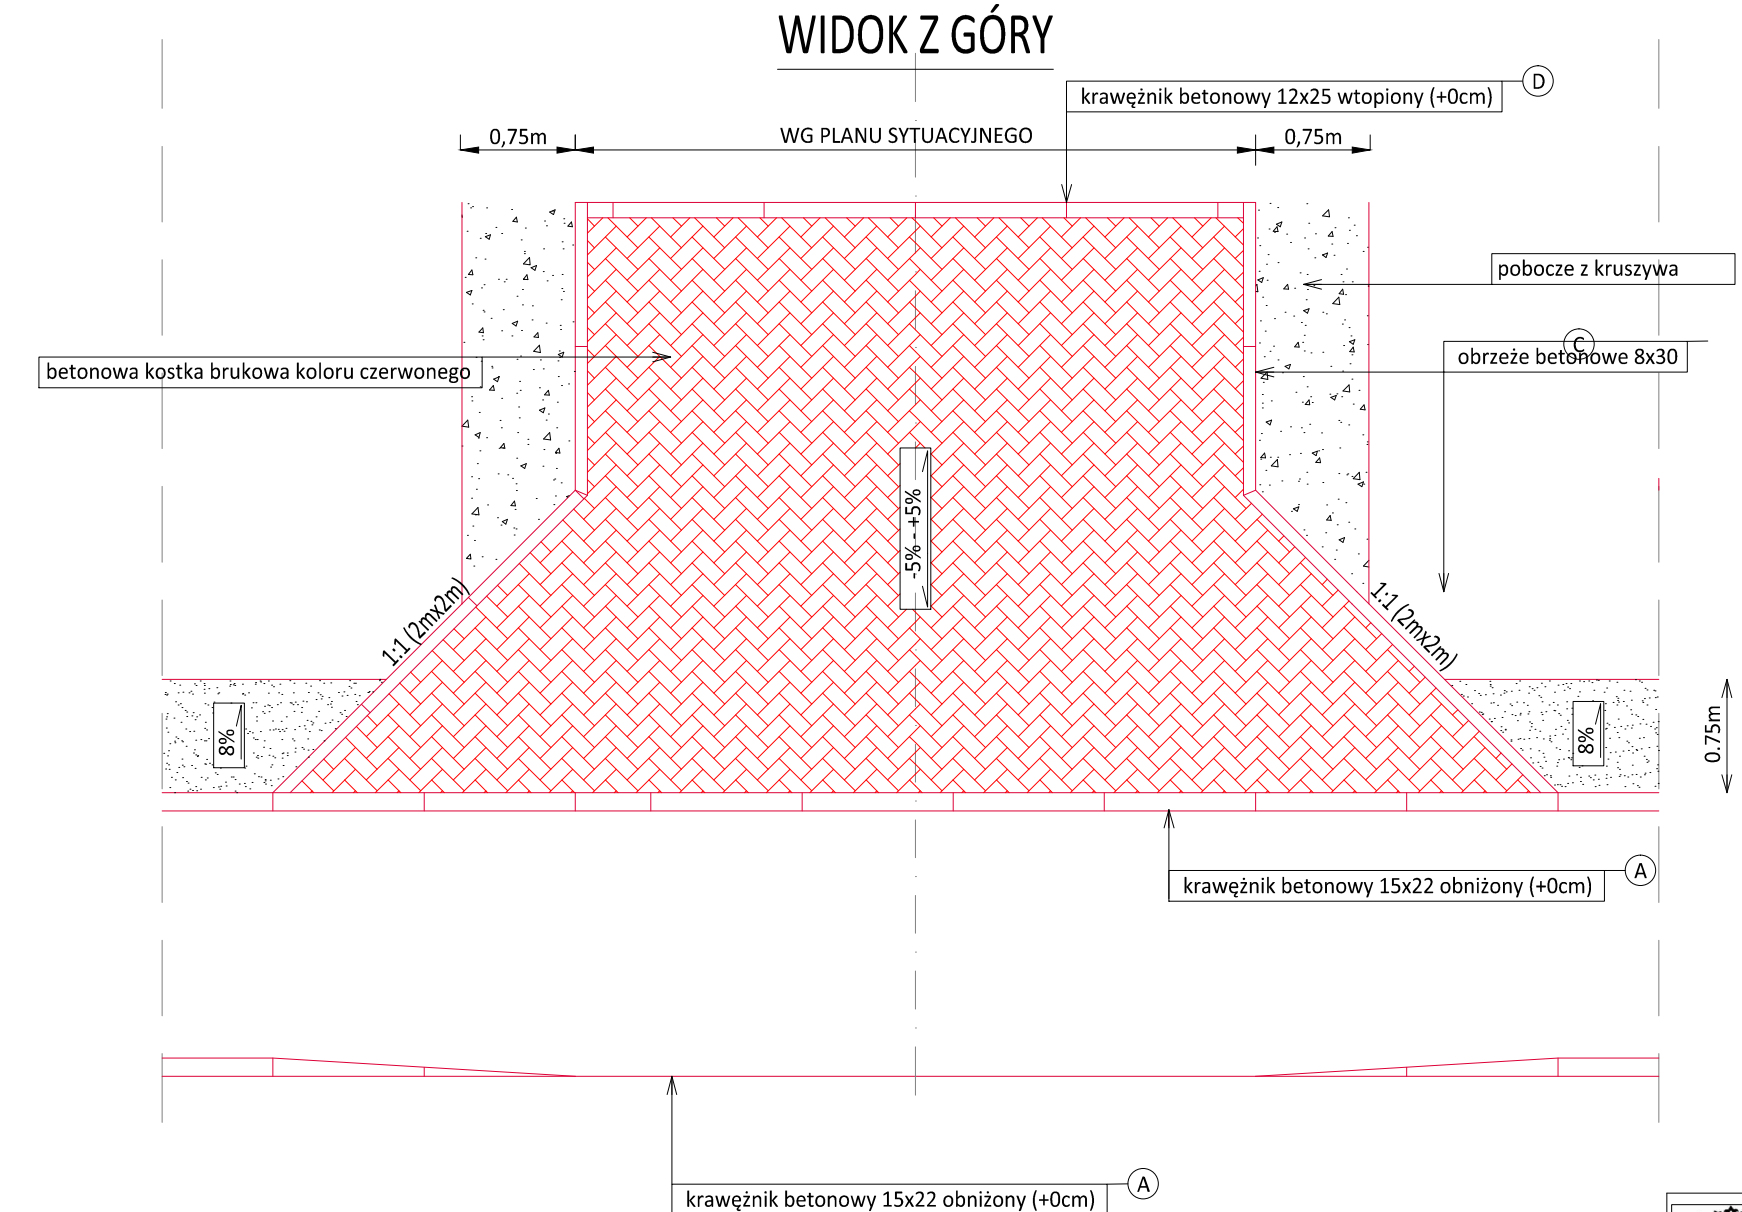 WIDOK Z GÓRY
krawężnik betonowy 12x25 wtopiony (+0cm)
D
0,75m
WG PLANU SYTUACYJNEGO
0,75m
pobocze z kruszywa
C
obrzeże betonowe 8x30
betonowa kostka brukowa koloru czerwonego
-5% - +5%
1:1 (2mx2m)
1:1 (2mx2m)
8%
8%
0.75m
A
krawężnik betonowy 15x22 obniżony (+0cm)
A
krawężnik betonowy 15x22 obniżony (+0cm)